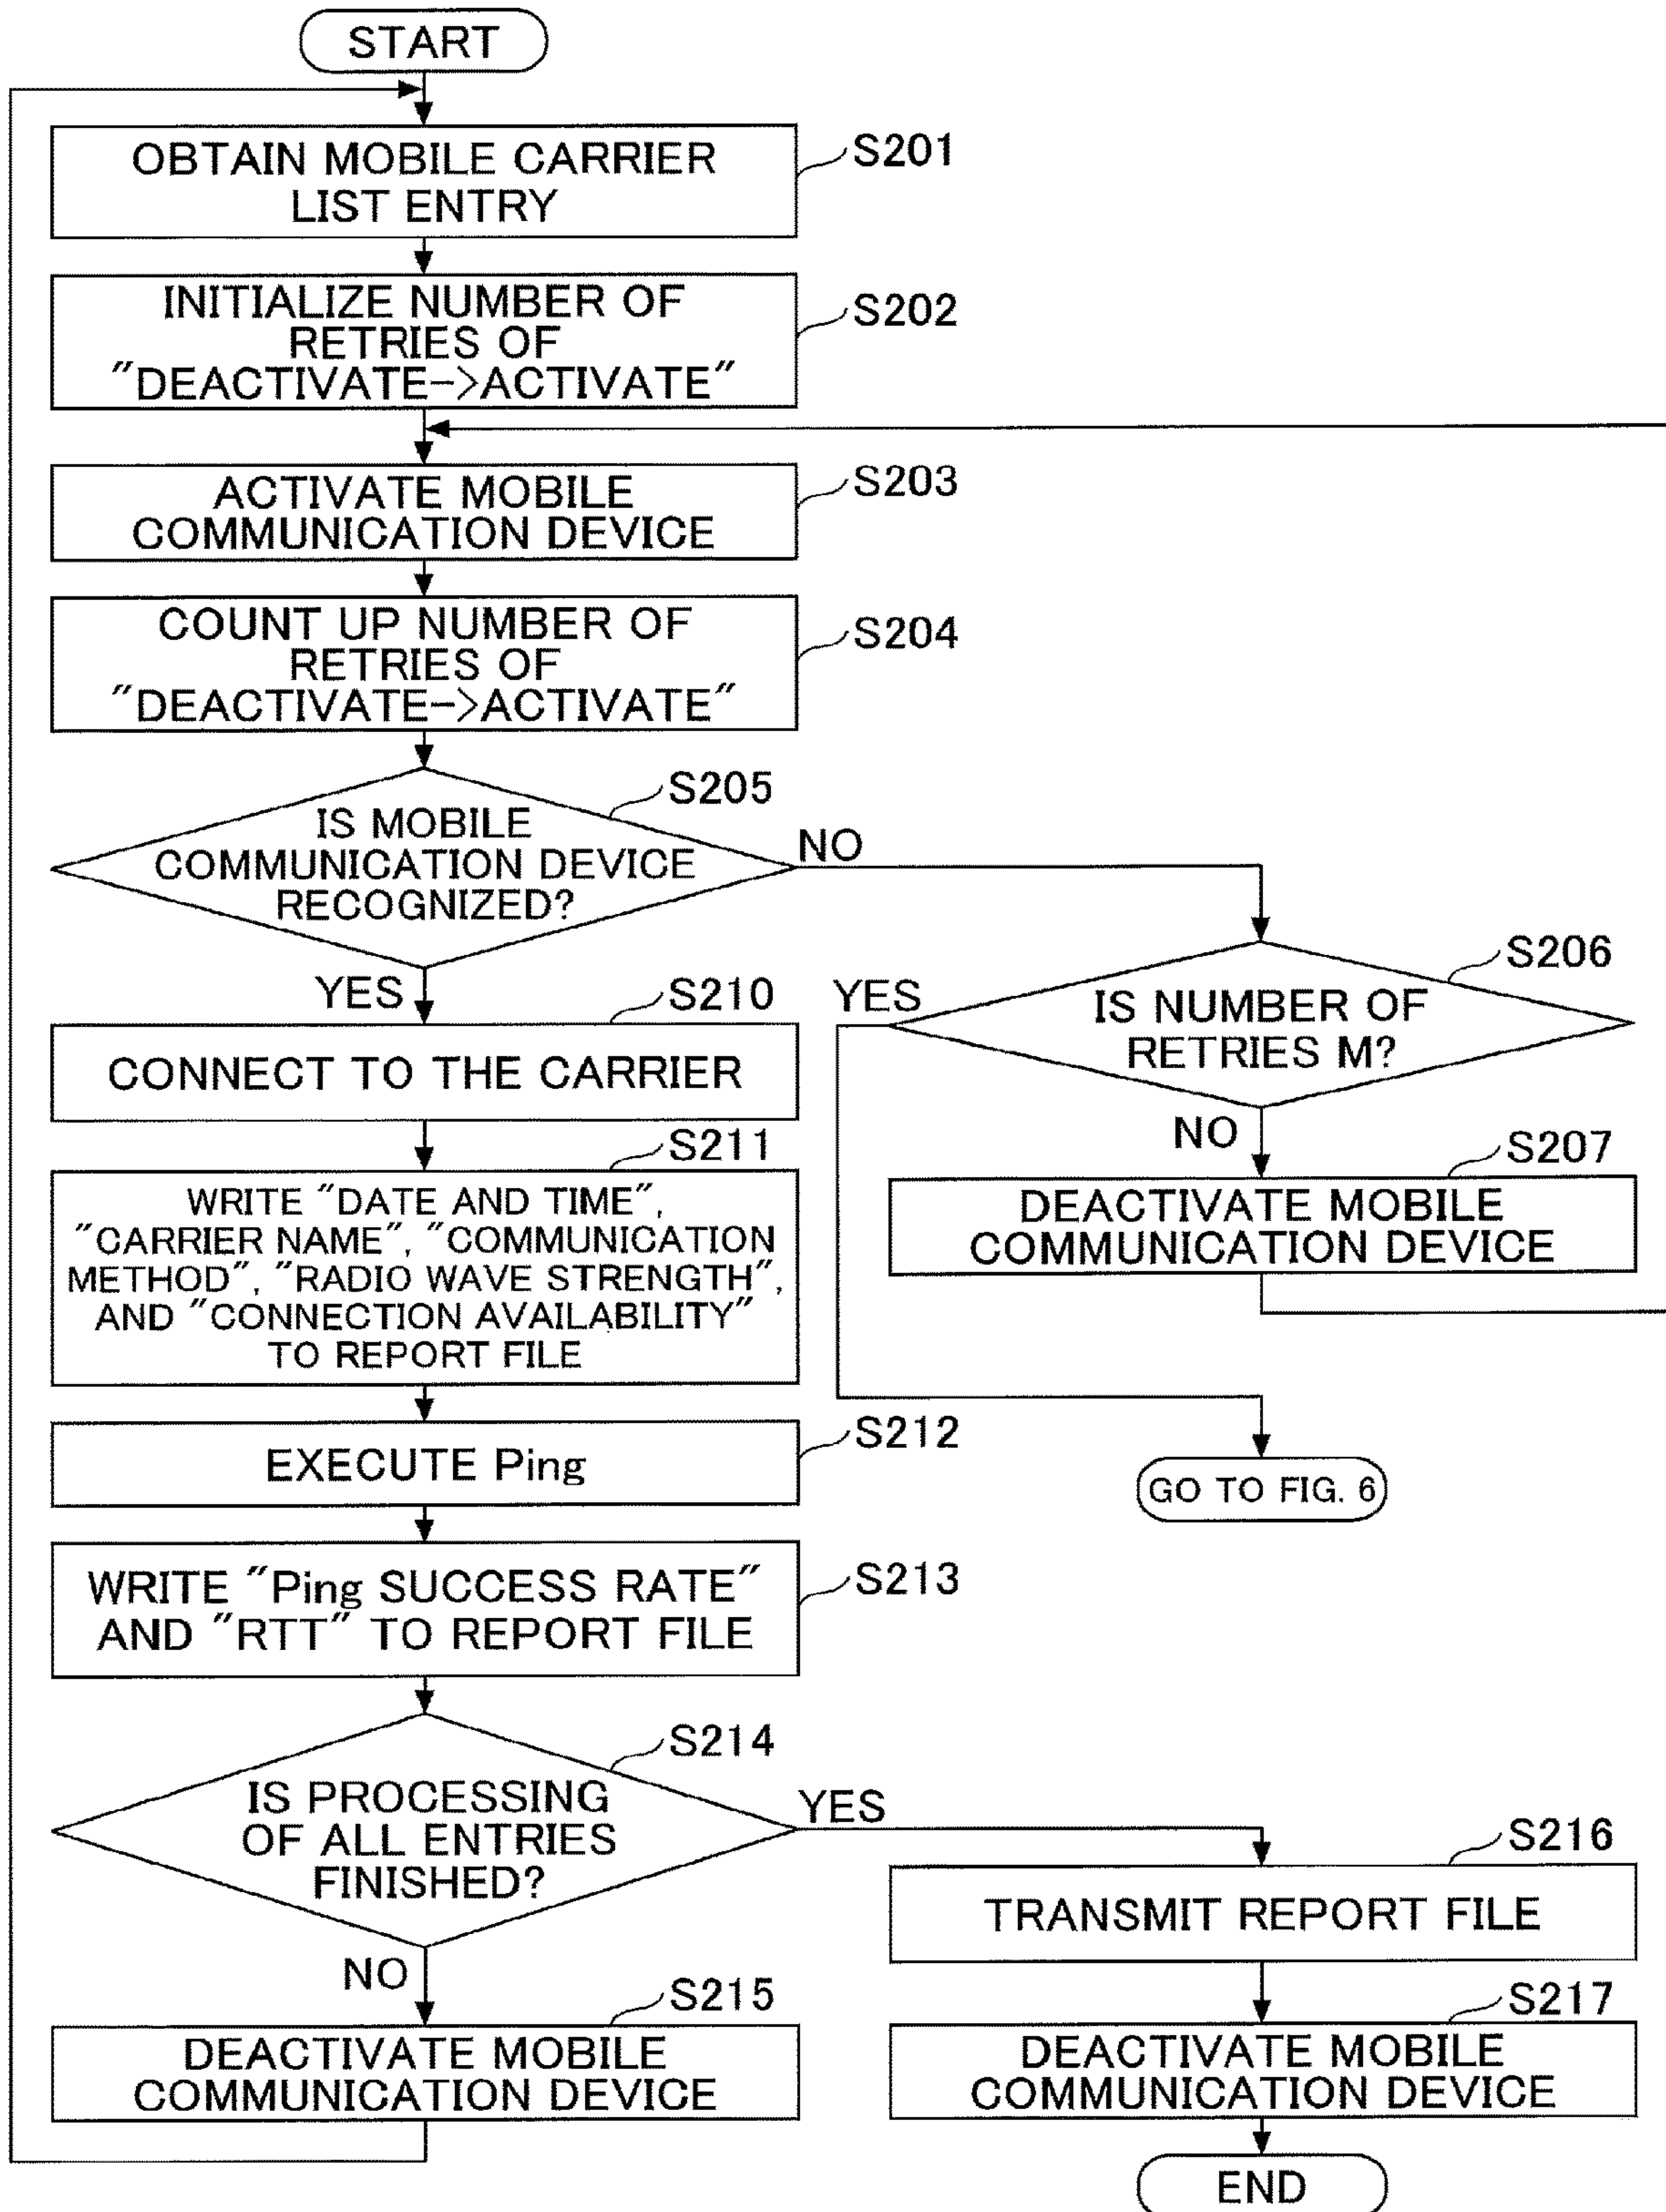 START
OBTAIN MOBILE CARRIER
LIST ENTRY
S201
INITIALIZE NUMBER OF
RETRIES OF
"DEACTIVATE->ACTIVATE"
S202
ACTIVATE MOBILE
COMMUNICATION DEVICE
S203
COUNT UP NUMBER OF
RETRIES OF
"DEACTIVATE->ACTIVATE"
S204
S205
IS MOBILE
COMMUNICATION DEVICE
RECOGNIZED?
NO
YES
S206
IS NUMBER OF
RETRIES M?
YES
NO
S207
DEACTIVATE MOBILE
COMMUNICATION DEVICE
GO TO FIG. 6
S210
CONNECT TO THE CARRIER
S211
WRITE "DATE AND TIME",
"CARRIER NAME", "COMMUNICATION
METHOD", "RADIO WAVE STRENGTH",
AND "CONNECTION AVAILABILITY"
TO REPORT FILE
S212
EXECUTE Ping
S213
WRITE "Ping SUCCESS RATE"
AND "RTT" TO REPORT FILE
S214
IS PROCESSING
OF ALL ENTRIES
FINISHED?
YES
NO
S215
DEACTIVATE MOBILE
COMMUNICATION DEVICE
S216
TRANSMIT REPORT FILE
S217
DEACTIVATE MOBILE
COMMUNICATION DEVICE
END